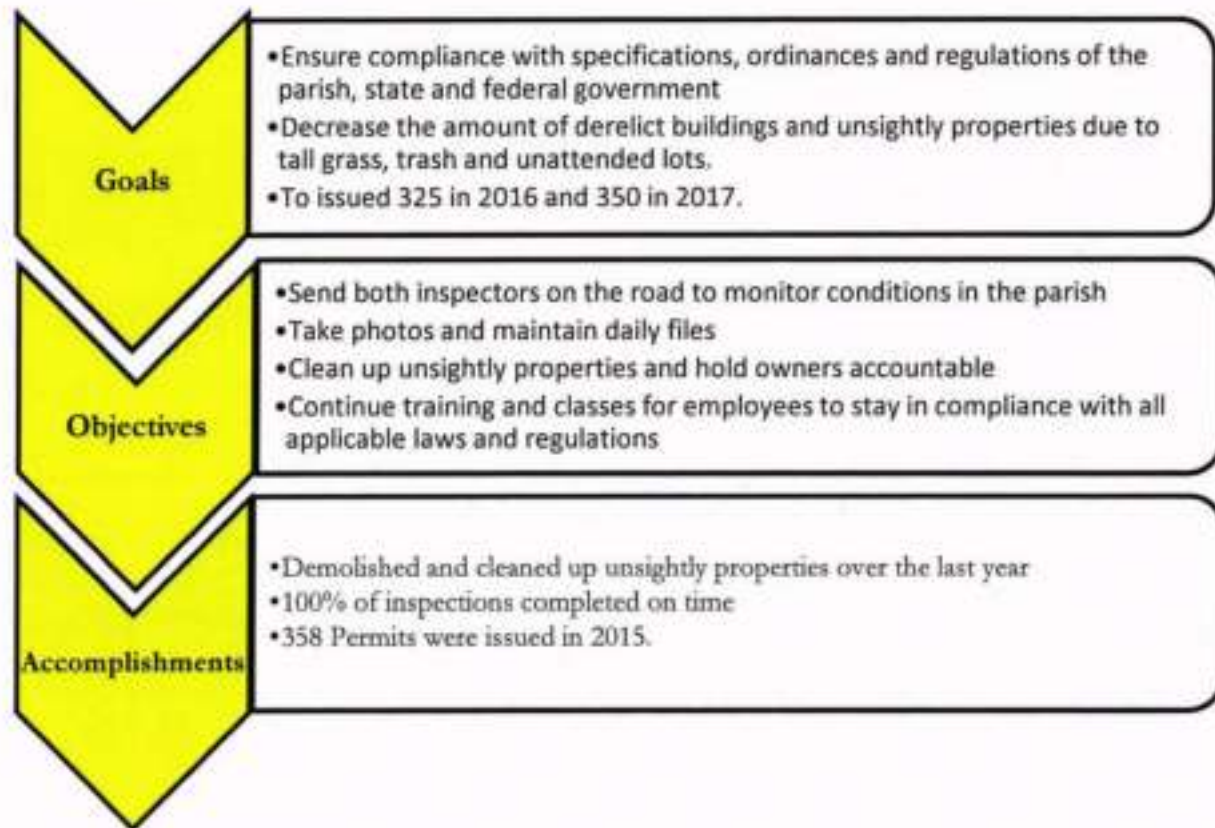 Goals
•Ensure compliance with specifications, ordinances and regulations of the
parish, state and federal government
•Decrease the amount of derelict buildings and unsightly properties due to
tall grass, trash and unattended lots.
•To issued 325 in 2016 and 350 in 2017.
Objectives
•Send both inspectors on the road to monitor conditions in the parish
•Take photos and maintain daily files
•Clean up unsightly properties and hold owners accountable
•Continue training and classes for employees to stay in compliance with all
applicable laws and regulations
Accomplishments
•Demolished and cleaned up unsightly properties over the last year
•100% of inspections completed on time
•358 Permits were issued in 2015.